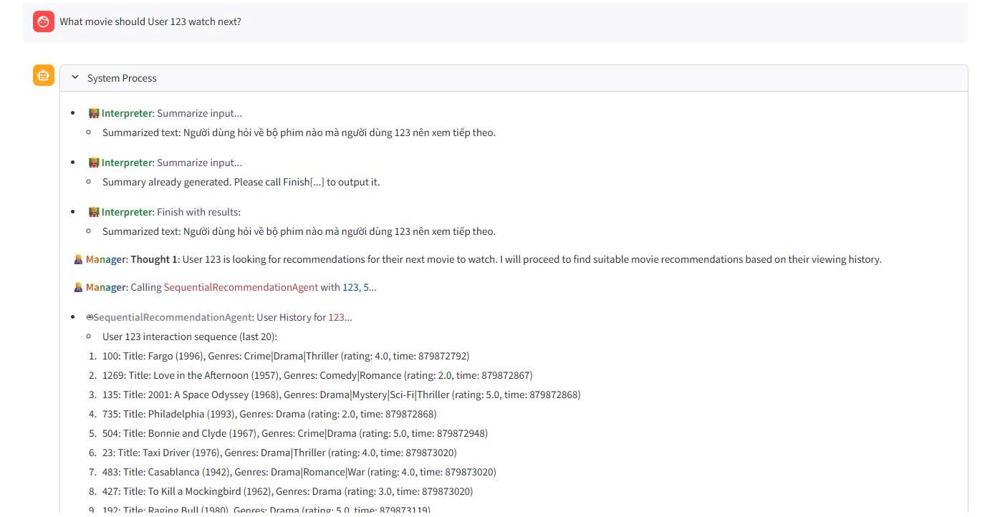 What movie should User 123 watch next?
System Process
Interpreter: Summarize input...
Summarized text: Người dùng hỏi về bộ phim nào mà người dùng 123 nên xem tiếp theo.
Interpreter: Summarize input...
Summary already generated. Please call Finish[...] to output it.
Interpreter: Finish with results:
Summarized text: Người dùng hỏi về bộ phim nào mà người dùng 123 nên xem tiếp theo.
Manager: Thought 1: User 123 is looking for recommendations for their next movie to watch. I will proceed to find suitable movie recommendations based on their viewing history.
Manager: Calling SequentialRecommendationAgent with 123, 5...
SequentialRecommendationAgent: User History for 123...
User 123 interaction sequence (last 20):
1. 100: Title: Fargo (1996), Genres: Crime|Drama|Thriller (rating: 4.0, time: 879872792)
2. 1269: Title: Love in the Afternoon (1957), Genres: Comedy|Romance (rating: 2.0, time: 879872867)
3. 135: Title: 2001: A Space Odyssey (1968), Genres: Drama|Mystery|Sci-Fi|Thriller (rating: 5.0, time: 879872868)
4. 735: Title: Philadelphia (1993), Genres: Drama (rating: 2.0, time: 879872868)
5. 504: Title: Bonnie and Clyde (1967), Genres: Crime|Drama (rating: 5.0, time: 879872948)
6. 23: Title: Taxi Driver (1976), Genres: Drama|Thriller (rating: 4.0, time: 879873020)
7. 483: Title: Casablanca (1942), Genres: Drama|Romance|War (rating: 4.0, time: 879873020)
8. 427: Title: To Kill a Mockingbird (1962), Genres: Drama (rating: 3.0, time: 879873020)
9. 192: Title: Raging Bull (1980), Genres: Drama (rating: 5.0, time: 879873119)